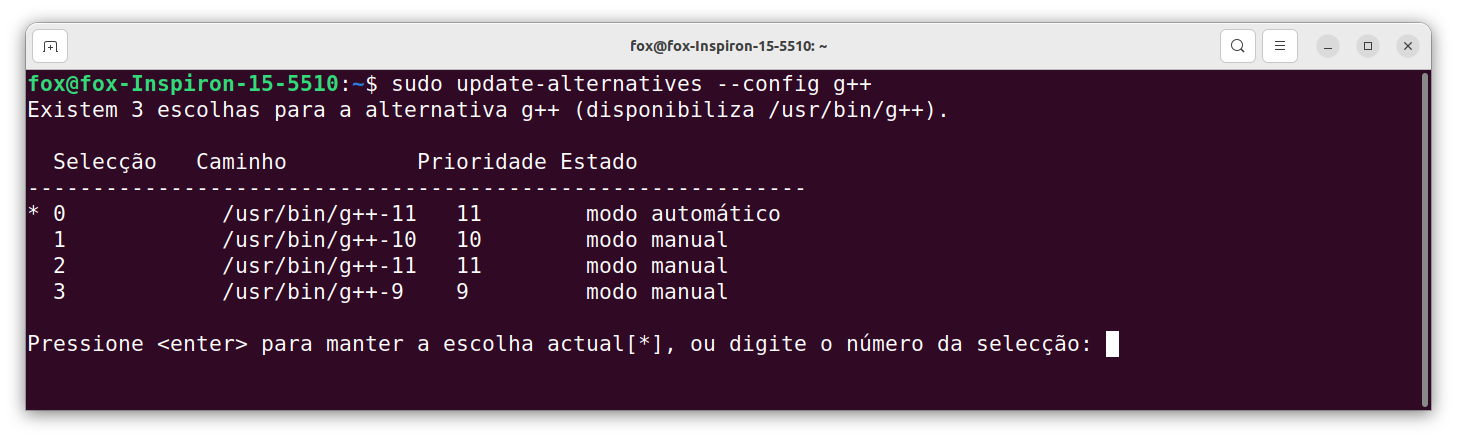 fox@fox-Inspiron-15-5510: ~
fox@fox-Inspiron-15-5510:~$ sudo update-alternatives --config g++
Existem 3 escolhas para a alternativa g++ (disponibiliza /usr/bin/g++).
  Selecção   Caminho          Prioridade Estado
------------------------------------------------------------
* 0            /usr/bin/g++-11   11        modo automático
  1            /usr/bin/g++-10   10        modo manual
  2            /usr/bin/g++-11   11        modo manual
  3            /usr/bin/g++-9    9         modo manual
Pressione <enter> para manter a escolha actual[*], ou digite o número da selecção: